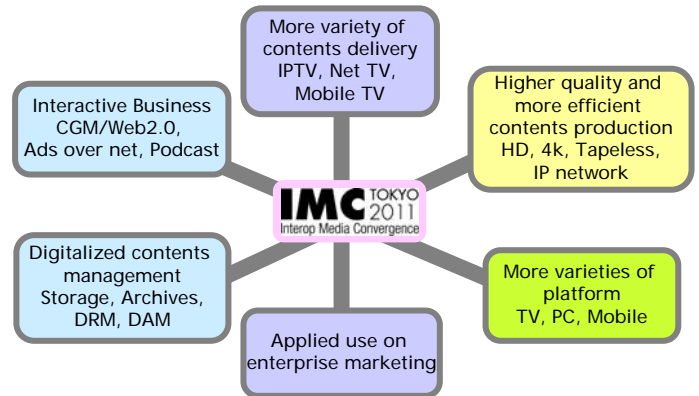 More variety of
contents delivery
IPTV, Net TV,
Mobile TV
Interactive Business
CGM/Web2.0,
Ads over net, Podcast
Higher quality and
more efficient
contents production
HD, 4k, Tapeless,
IP network
IMC TOKYO
2011
Interop Media Convergence
Digitalized contents
management
Storage, Archives,
DRM, DAM
More varieties of
platform
TV, PC, Mobile
Applied use on
enterprise marketing